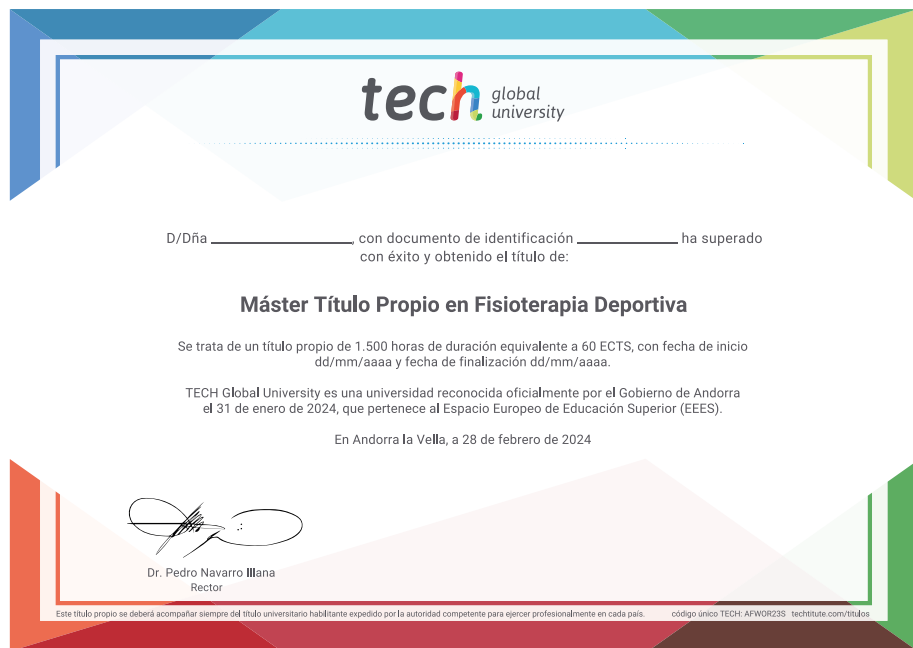 tech global university
D/Dña ______________, con documento de identificación __________ ha superado
con éxito y obtenido el título de:
Máster Título Propio en Fisioterapia Deportiva
Se trata de un título propio de 1.500 horas de duración equivalente a 60 ECTS, con fecha de inicio
dd/mm/aaaa y fecha de finalización dd/mm/aaaa.
TECH Global University es una universidad reconocida oficialmente por el Gobierno de Andorra
el 31 de enero de 2024, que pertenece al Espacio Europeo de Educación Superior (EEES).
En Andorra la Vella, a 28 de febrero de 2024
Dr. Pedro Navarro Illana
Rector
Este título propio se deberá acompañar siempre del título universitario habilitante expedido por la autoridad competente para ejercer profesionalmente en cada país. código único TECH: AFWOR23S techtitute.com/titulos